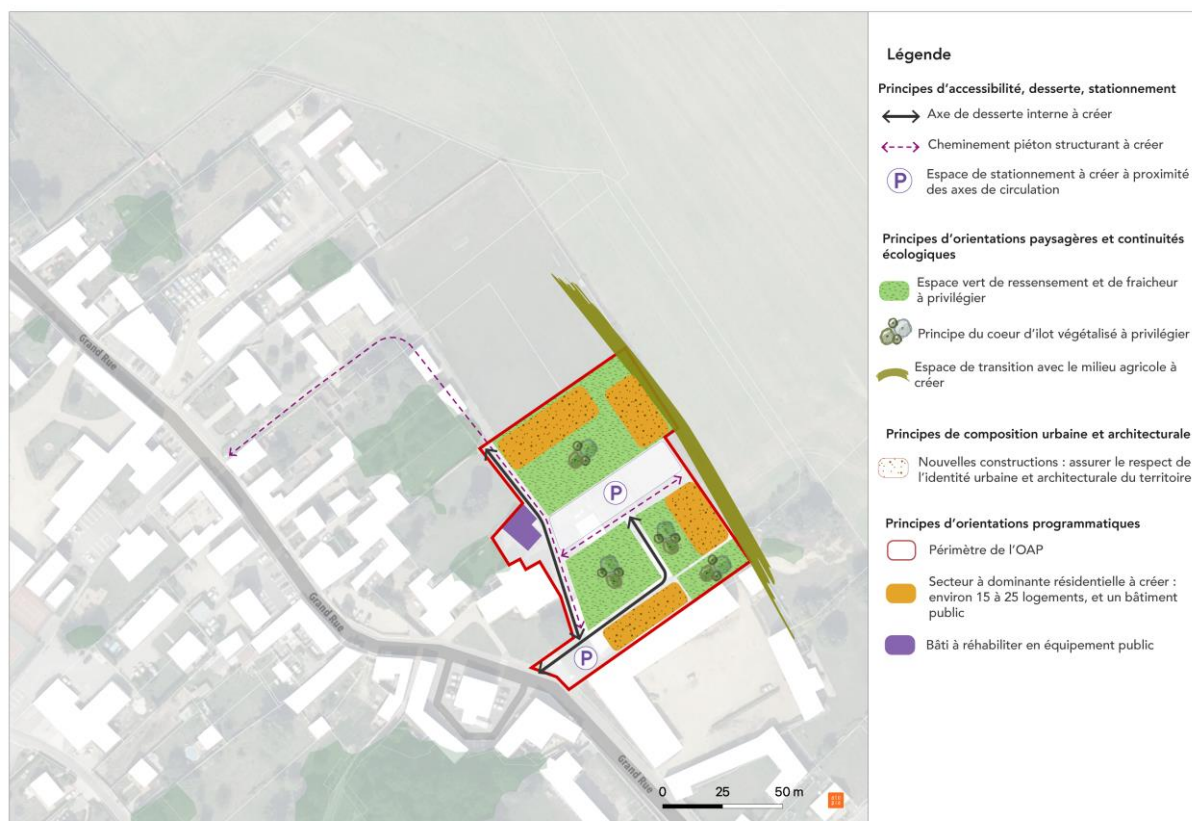 Légende
Principes d'accessibilité, desserte, stationnement
Axe de desserte interne à créer
Cheminement piéton structurant à créer
P
Espace de stationnement à créer à proximité
des axes de circulation
Principes d'orientations paysagères et continuités
écologiques
Espace vert de ressensement et de fraicheur
à privilégier
Principe du coeur d'îlot végétalisé à privilégier
Espace de transition avec le milieu agricole à
créer
Principes de composition urbaine et architecturale
Nouvelles constructions : assurer le respect de
l'identité urbaine et architecturale du territoire
Principes d'orientations programmatiques
Périmètre de l'OAP
Secteur à dominante résidentielle à créer :
environ 15 à 25 logements, et un bâtiment
public
Bâti à réhabiliter en équipement public
Grand Rue
P
Grand Rue
P
Grand Rue
0 25 50 m